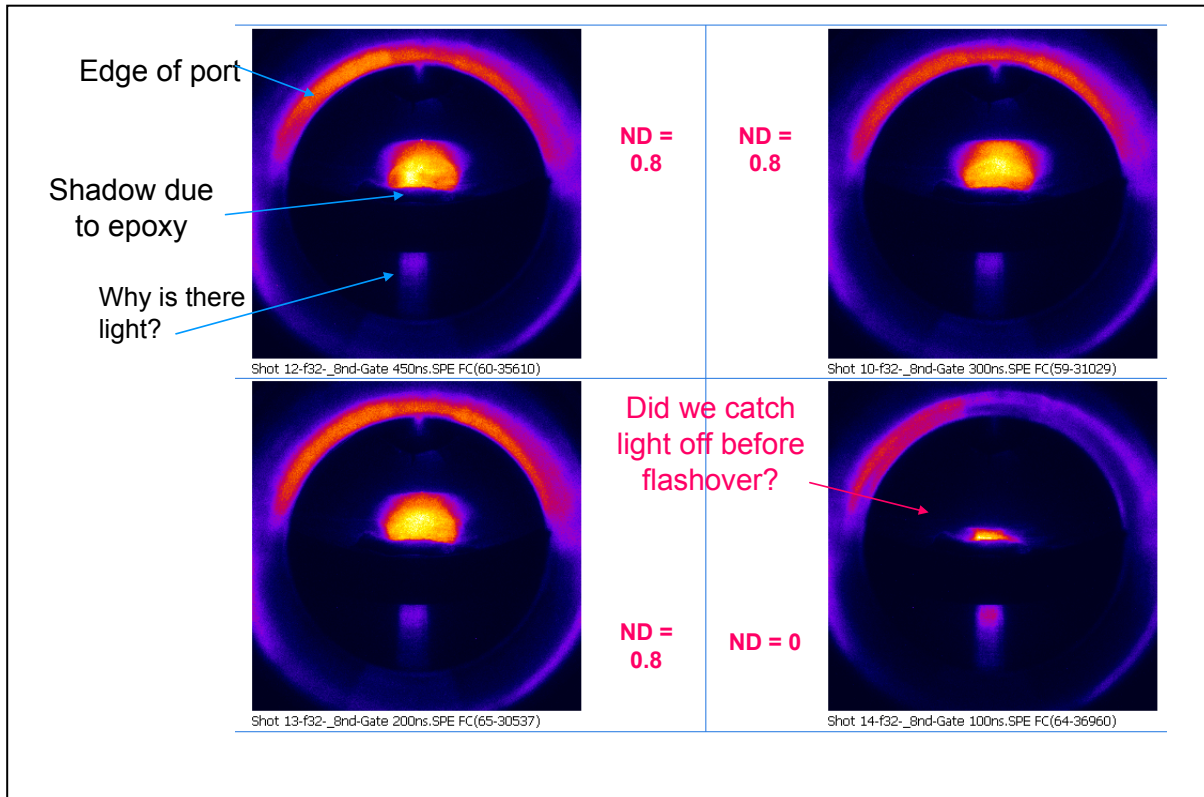 Edge of port
Shadow due
to epoxy
Why is there
light?
ND =
0.8
ND =
0.8
Shot 12-f32-_8nd-Gate 450ns.SPE FC(60-35610)
Shot 10-f32-_8nd-Gate 300ns.SPE FC(59-31029)
Did we catch
light off before
flashover?
ND =
0.8
ND = 0
Shot 13-f32-_8nd-Gate 200ns.SPE FC(65-30537)
Shot 14-f32-_8nd-Gate 100ns.SPE FC(64-36960)